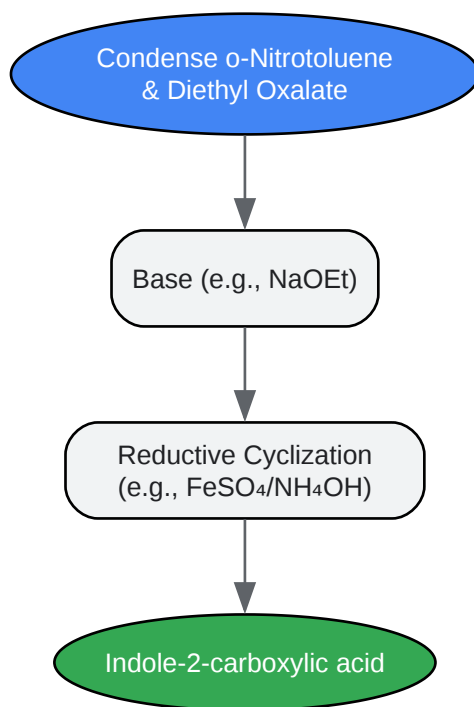 Condense o-Nitrotoluene
& Diethyl Oxalate
Base (e.g., NaOEt)
Reductive Cyclization
(e.g., FeSO₄/NH₄OH)
Indole-2-carboxylic acid